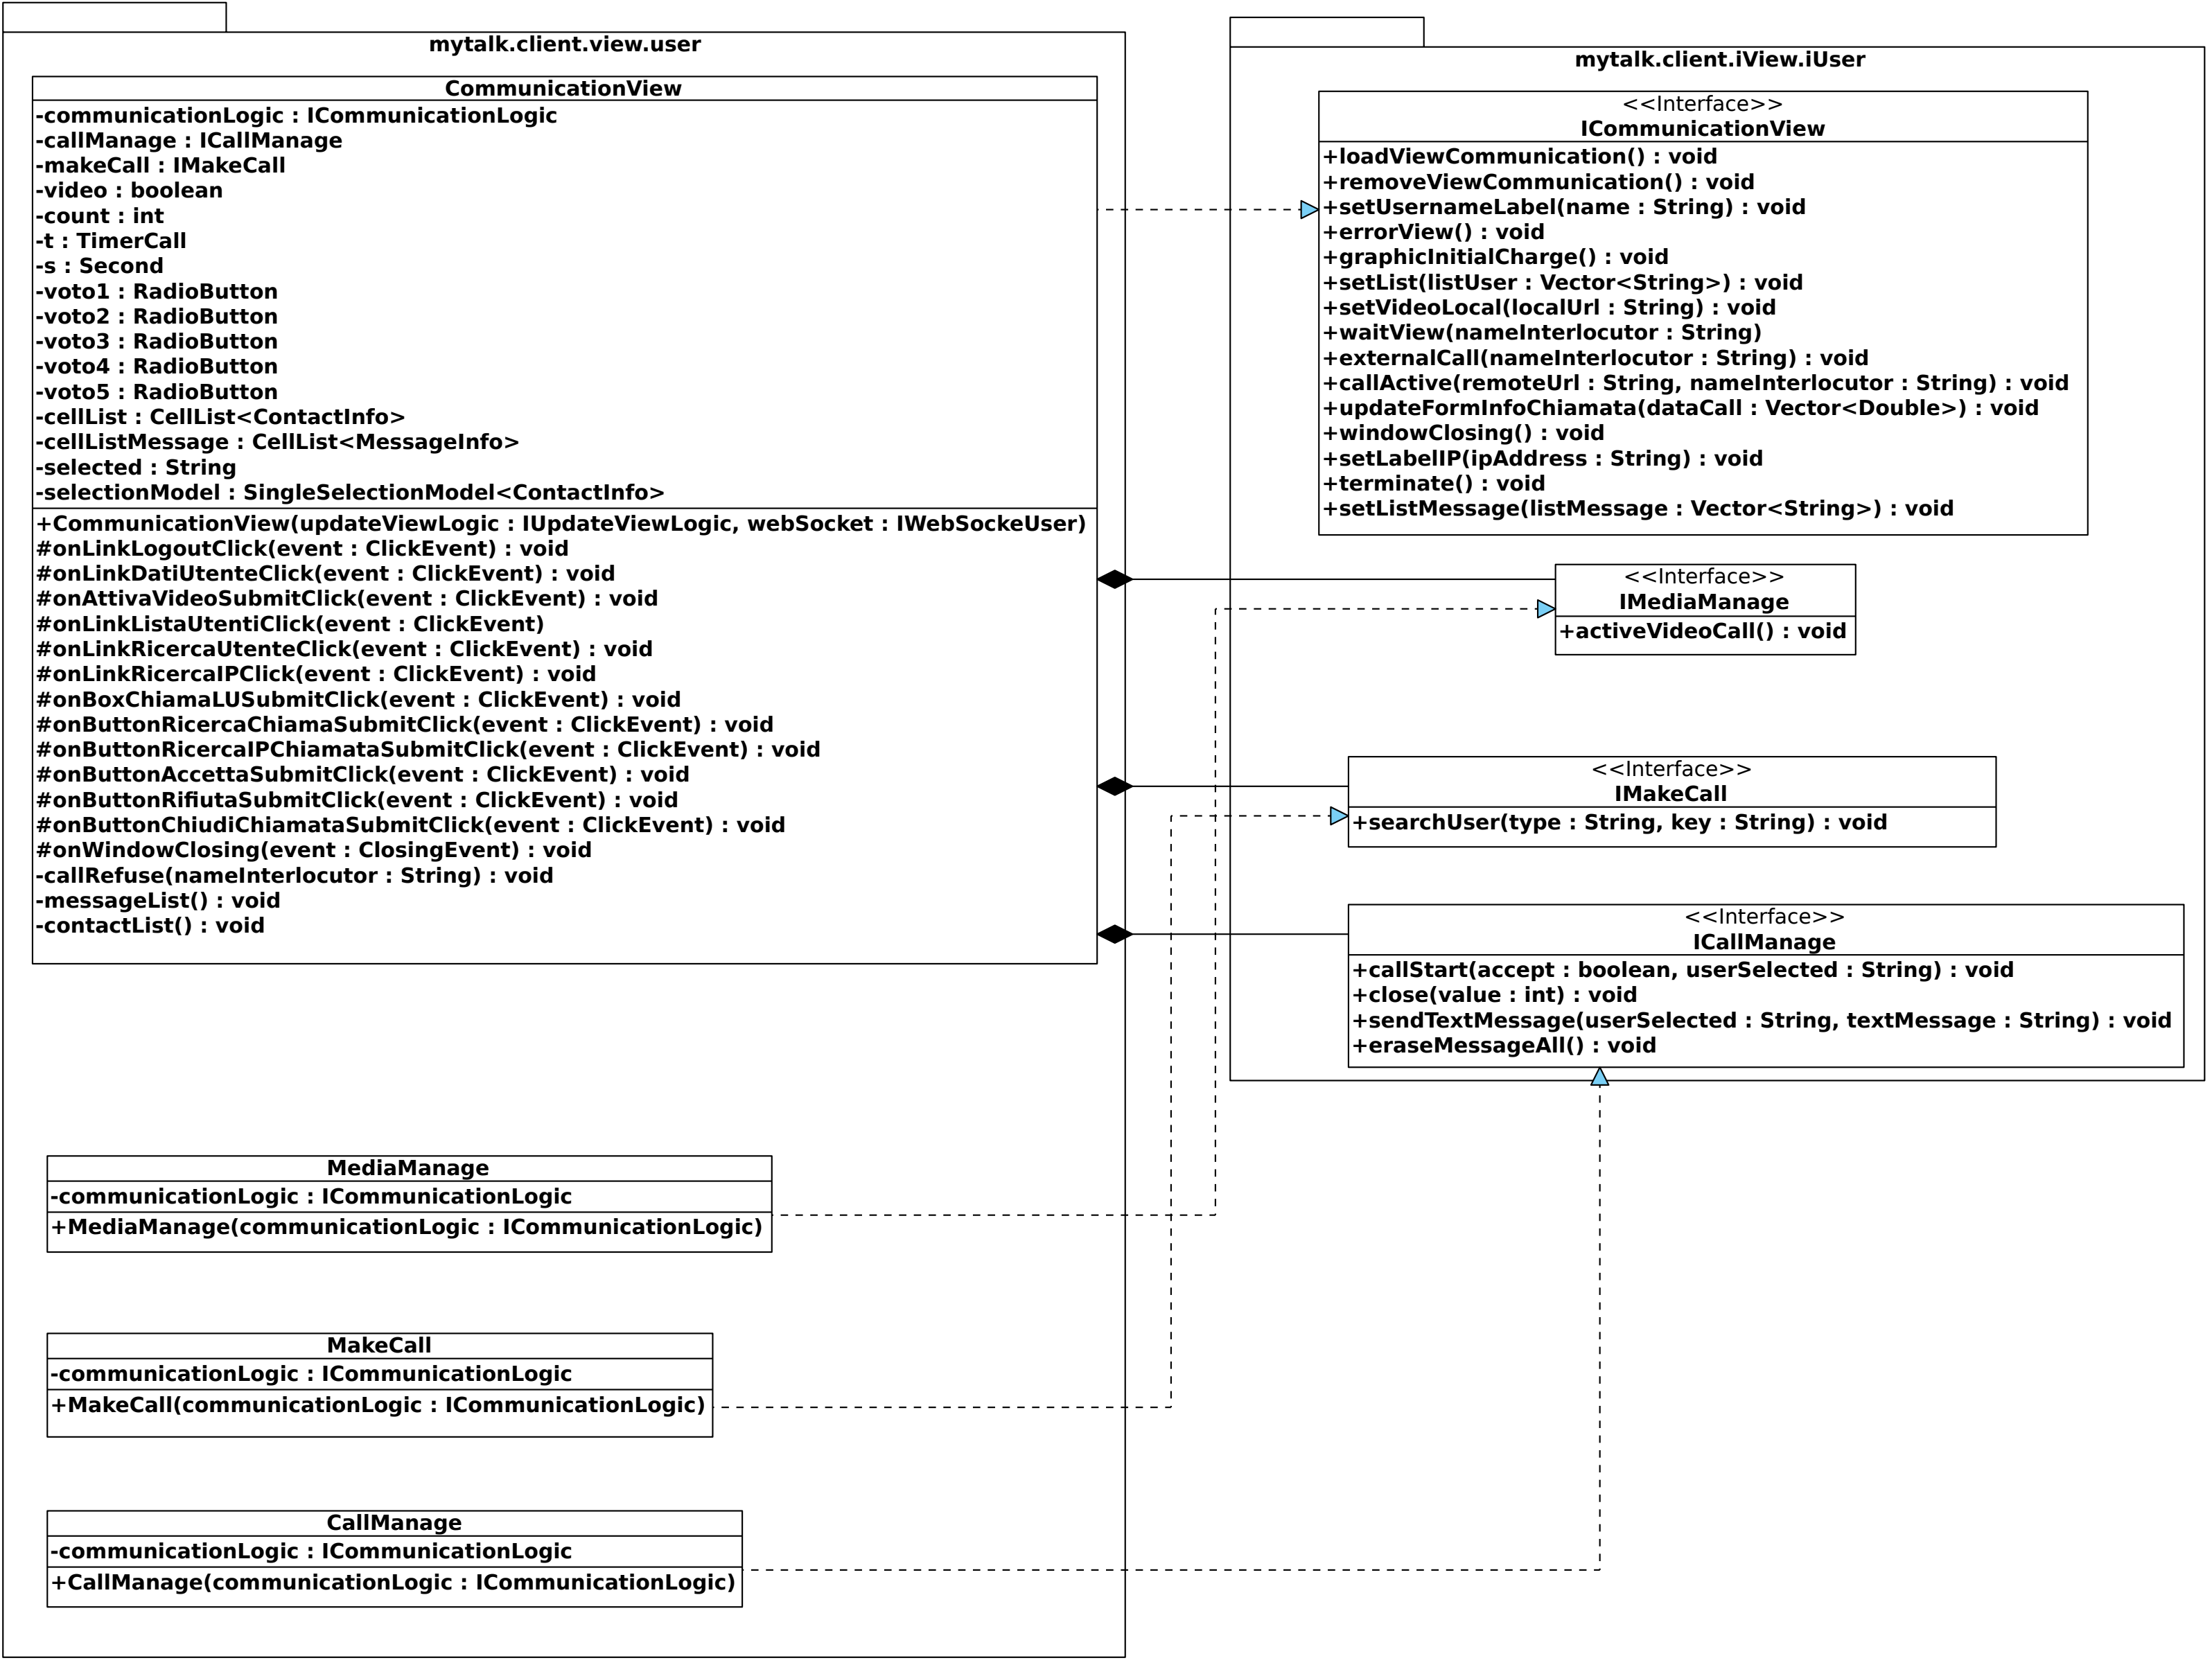 mytalk.client.view.user
CommunicationView
-communicationLogic : ICommunicationLogic
-callManage : ICallManage
-makeCall : IMakeCall
-video : boolean
-count : int
-t : TimerCall
-s : Second
-voto1 : RadioButton
-voto2 : RadioButton
-voto3 : RadioButton
-voto4 : RadioButton
-voto5 : RadioButton
-cellList : CellList<ContactInfo>
-cellListMessage : CellList<MessageInfo>
-selected : String
-selectionModel : SingleSelectionModel<ContactInfo>
+CommunicationView(updateViewLogic : IUpdateViewLogic, webSocket : IWebSockeUser)
#onLinkLogoutClick(event : ClickEvent) : void
#onLinkDatiUtenteClick(event : ClickEvent) : void
#onAttivaVideoSubmitClick(event : ClickEvent) : void
#onLinkListaUtentiClick(event : ClickEvent)
#onLinkRicercaUtenteClick(event : ClickEvent) : void
#onLinkRicercaIPClick(event : ClickEvent) : void
#onBoxChiamaLUSubmitClick(event : ClickEvent) : void
#onButtonRicercaChiamaSubmitClick(event : ClickEvent) : void
#onButtonRicercaIPChiamataSubmitClick(event : ClickEvent) : void
#onButtonAccettaSubmitClick(event : ClickEvent) : void
#onButtonRifiutaSubmitClick(event : ClickEvent) : void
#onButtonChiudiChiamataSubmitClick(event : ClickEvent) : void
#onWindowClosing(event : ClosingEvent) : void
-callRefuse(nameInterlocutor : String) : void
-messageList() : void
-contactList() : void
MediaManage
-communicationLogic : ICommunicationLogic
+MediaManage(communicationLogic : ICommunicationLogic)
MakeCall
-communicationLogic : ICommunicationLogic
+MakeCall(communicationLogic : ICommunicationLogic)
CallManage
-communicationLogic : ICommunicationLogic
+CallManage(communicationLogic : ICommunicationLogic)
mytalk.client.iView.iUser
<<Interface>>
ICommunicationView
+loadViewCommunication() : void
+removeViewCommunication() : void
+setUsernameLabel(name : String) : void
+errorView() : void
+graphicInitialCharge() : void
+setList(listUser : Vector<String>) : void
+setVideoLocal(localUrl : String) : void
+waitView(nameInterlocutor : String)
+externalCall(nameInterlocutor : String) : void
+callActive(remoteUrl : String, nameInterlocutor : String) : void
+updateFormInfoChiamata(dataCall : Vector<Double>) : void
+windowClosing() : void
+setLabelIP(ipAddress : String) : void
+terminate() : void
+setListMessage(listMessage : Vector<String>) : void
<<Interface>>
IMediaManage
+activeVideoCall() : void
<<Interface>>
IMakeCall
+searchUser(type : String, key : String) : void
<<Interface>>
ICallManage
+callStart(accept : boolean, userSelected : String) : void
+close(value : int) : void
+sendTextMessage(userSelected : String, textMessage : String) : void
+eraseMessageAll() : void